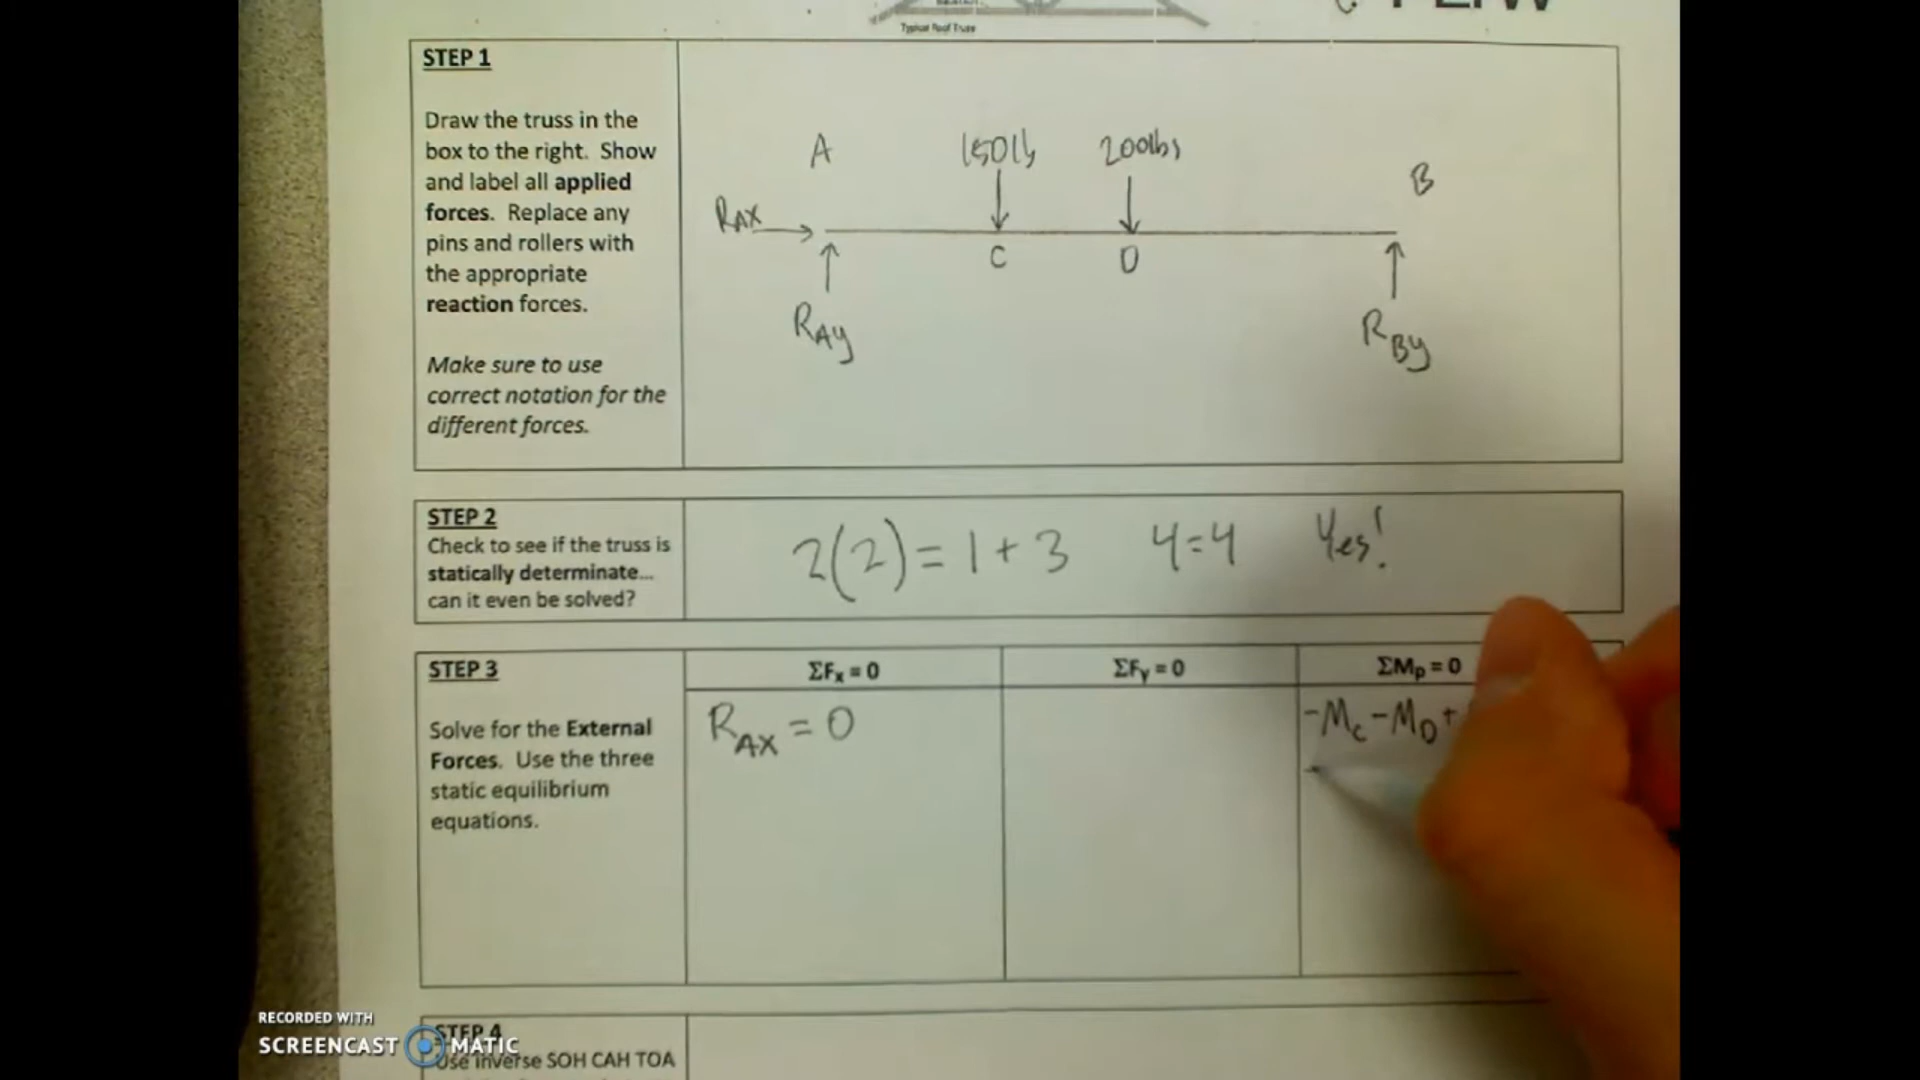 Typical Roof Truss
STEP 1
Draw the truss in the
box to the right. Show
and label all applied
forces. Replace any
pins and rollers with
the appropriate
reaction forces.
Make sure to use
correct notation for the
different forces.
A 150lb 200lbs B
RAX
C D
RAy RBy
STEP 2
Check to see if the truss is
statically determinate...
can it even be solved?
2(2) = 1 + 3 4=4 Yes!
STEP 3
Solve for the External
Forces. Use the three
static equilibrium
equations.
ΣFx = 0 ΣFy = 0 ΣMp = 0
RAX = 0 -Mc -MD +
STEP 4
Use inverse SOH CAH TOA
RECORDED WITH
SCREENCAST MATIC